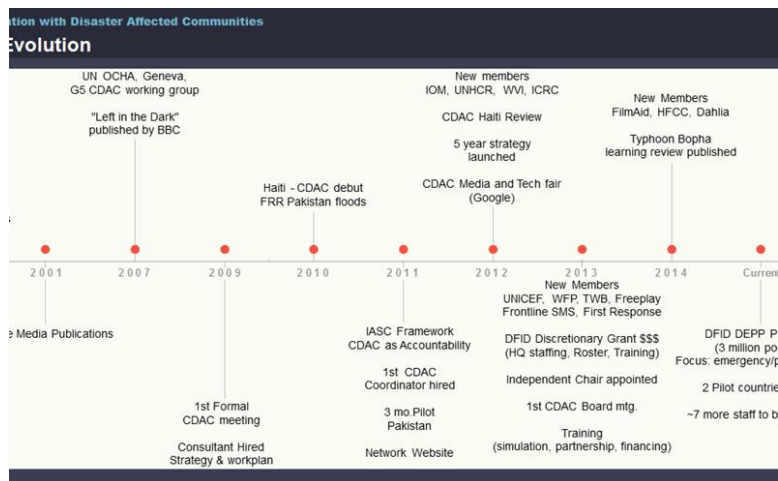 ation with Disaster Affected Communities
Evolution
UN OCHA, Geneva,
G5 CDAC working group
"Left in the Dark"
published by BBC
Haiti - CDAC debut
FRR Pakistan floods
New members
IOM, UNHCR, WVI, ICRC
CDAC Haiti Review
5 year strategy
launched
CDAC Media and Tech fair
(Google)
New Members
FilmAid, HFCC, Dahlia
Typhoon Bopha
learning review published
s
2001 2007 2009 2010 2011 2012 2013 2014 Current
e Media Publications
1st Formal
CDAC meeting
Consultant Hired
Strategy & workplan
IASC Framework
CDAC as Accountability
1st CDAC
Coordinator hired
3 mo.Pilot
Pakistan
Network Website
New Members
UNICEF, WFP, TWB, Freeplay
Frontline SMS, First Response
DFID Discretionary Grant $$$
(HQ staffing, Roster, Training)
Independent Chair appointed
1st CDAC Board mtg.
Training
(simulation, partnership, financing)
DFID DEPP P
(3 million po
Focus: emergency/p
2 Pilot countrie
~7 more staff to b